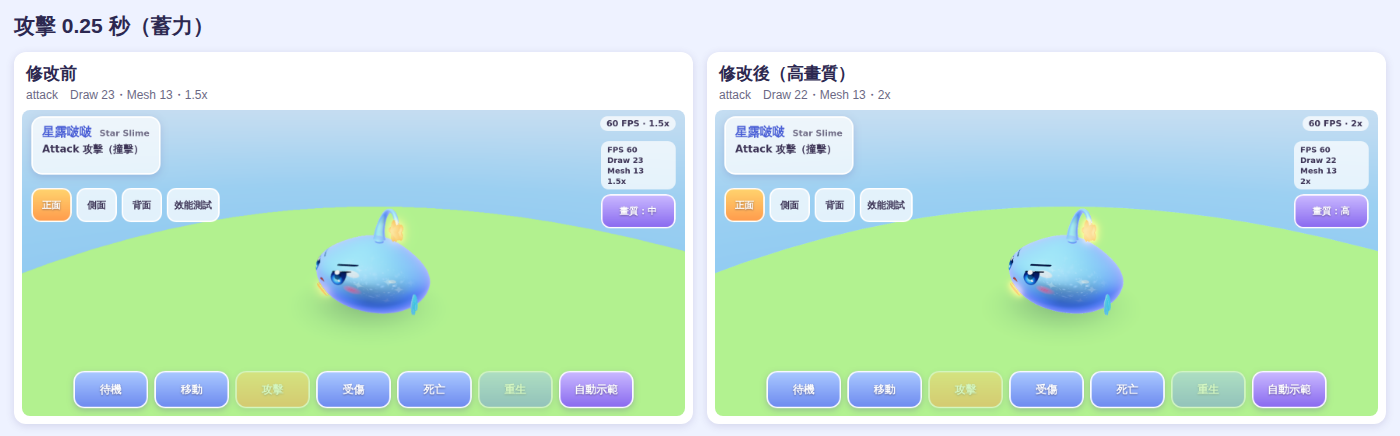 攻擊 0.25 秒（蓄力）
修改前
attack Draw 23・Mesh 13・1.5x
星露啵啵 Star Slime
Attack 攻擊（撞擊）
60 FPS · 1.5x
FPS 60
Draw 23
Mesh 13
1.5x
正面 側面 背面 效能測試
畫質：中
待機 移動 攻擊 受傷 死亡 重生 自動示範
修改後（高畫質）
attack Draw 22・Mesh 13・2x
星露啵啵 Star Slime
Attack 攻擊（撞擊）
60 FPS · 2x
FPS 60
Draw 22
Mesh 13
2x
正面 側面 背面 效能測試
畫質：高
待機 移動 攻擊 受傷 死亡 重生 自動示範